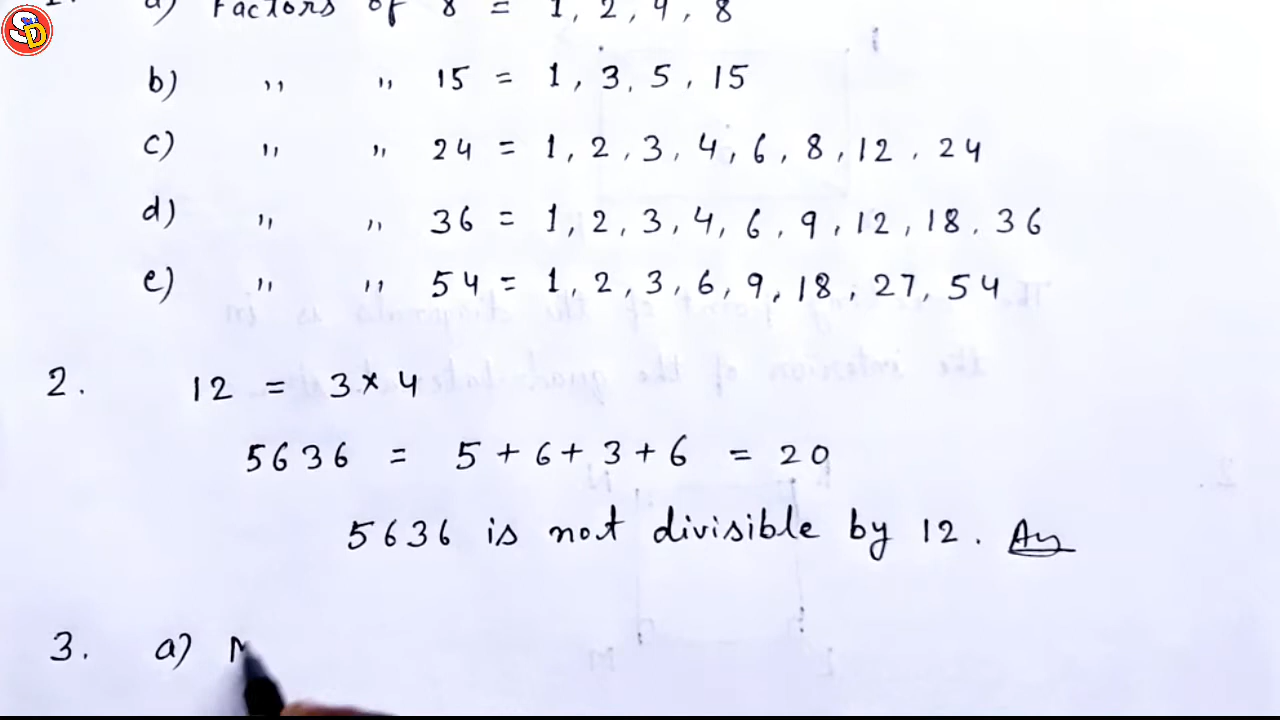 a) Factors of 8 = 1, 2, 4, 8
b) ,, ,, 15 = 1, 3, 5, 15
c) ,, ,, 24 = 1, 2, 3, 4, 6, 8, 12, 24
d) ,, ,, 36 = 1, 2, 3, 4, 6, 9, 12, 18, 36
e) ,, ,, 54 = 1, 2, 3, 6, 9, 18, 27, 54
2. 12 = 3 × 4
5636 = 5 + 6 + 3 + 6 = 20
5636 is not divisible by 12. Ans
3. a)
SD